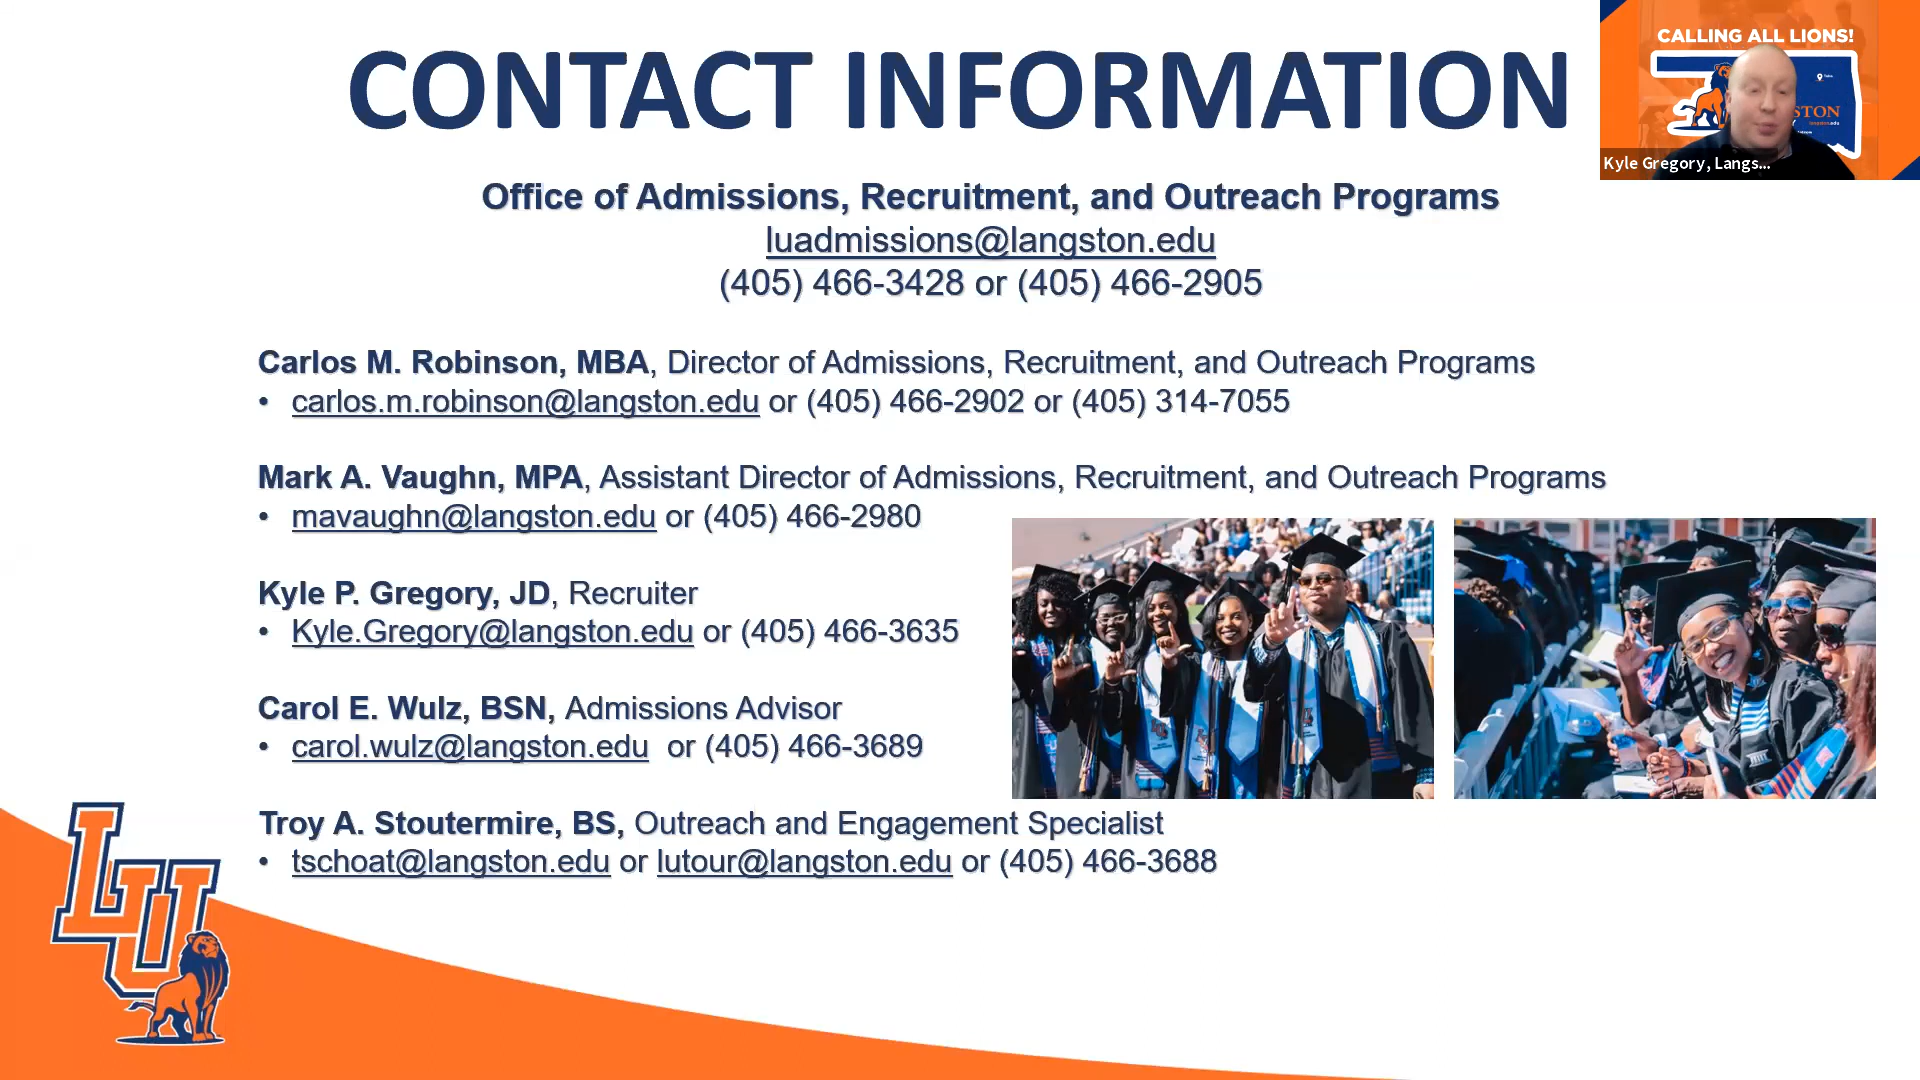 CONTACT INFORMATION
CALLING ALL LIONS!
Tulsa
STON
langston.edu
Kyle Gregory, Langs...
Office of Admissions, Recruitment, and Outreach Programs
luadmissions@langston.edu
(405) 466-3428 or (405) 466-2905
Carlos M. Robinson, MBA, Director of Admissions, Recruitment, and Outreach Programs
• carlos.m.robinson@langston.edu or (405) 466-2902 or (405) 314-7055
Mark A. Vaughn, MPA, Assistant Director of Admissions, Recruitment, and Outreach Programs
• mavaughn@langston.edu or (405) 466-2980
Kyle P. Gregory, JD, Recruiter
• Kyle.Gregory@langston.edu or (405) 466-3635
Carol E. Wulz, BSN, Admissions Advisor
• carol.wulz@langston.edu or (405) 466-3689
Troy A. Stoutermire, BS, Outreach and Engagement Specialist
• tschoat@langston.edu or lutour@langston.edu or (405) 466-3688
LU